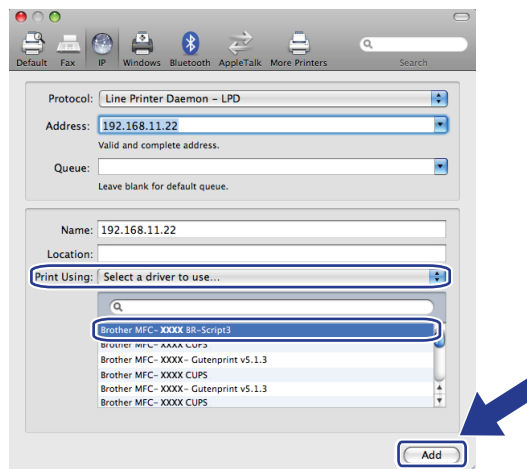 Default Fax IP Windows Bluetooth AppleTalk More Printers Search
Protocol: Line Printer Daemon – LPD
Address: 192.168.11.22
Valid and complete address.
Queue:
Leave blank for default queue.
Name: 192.168.11.22
Location:
Print Using: Select a driver to use...
Brother MFC- XXXX BR-Script3
Brother MFC- XXXX CUPS
Brother MFC- XXXX- Gutenprint v5.1.3
Brother MFC- XXXX CUPS
Brother MFC- XXXX- Gutenprint v5.1.3
Brother MFC- XXXX CUPS
Add